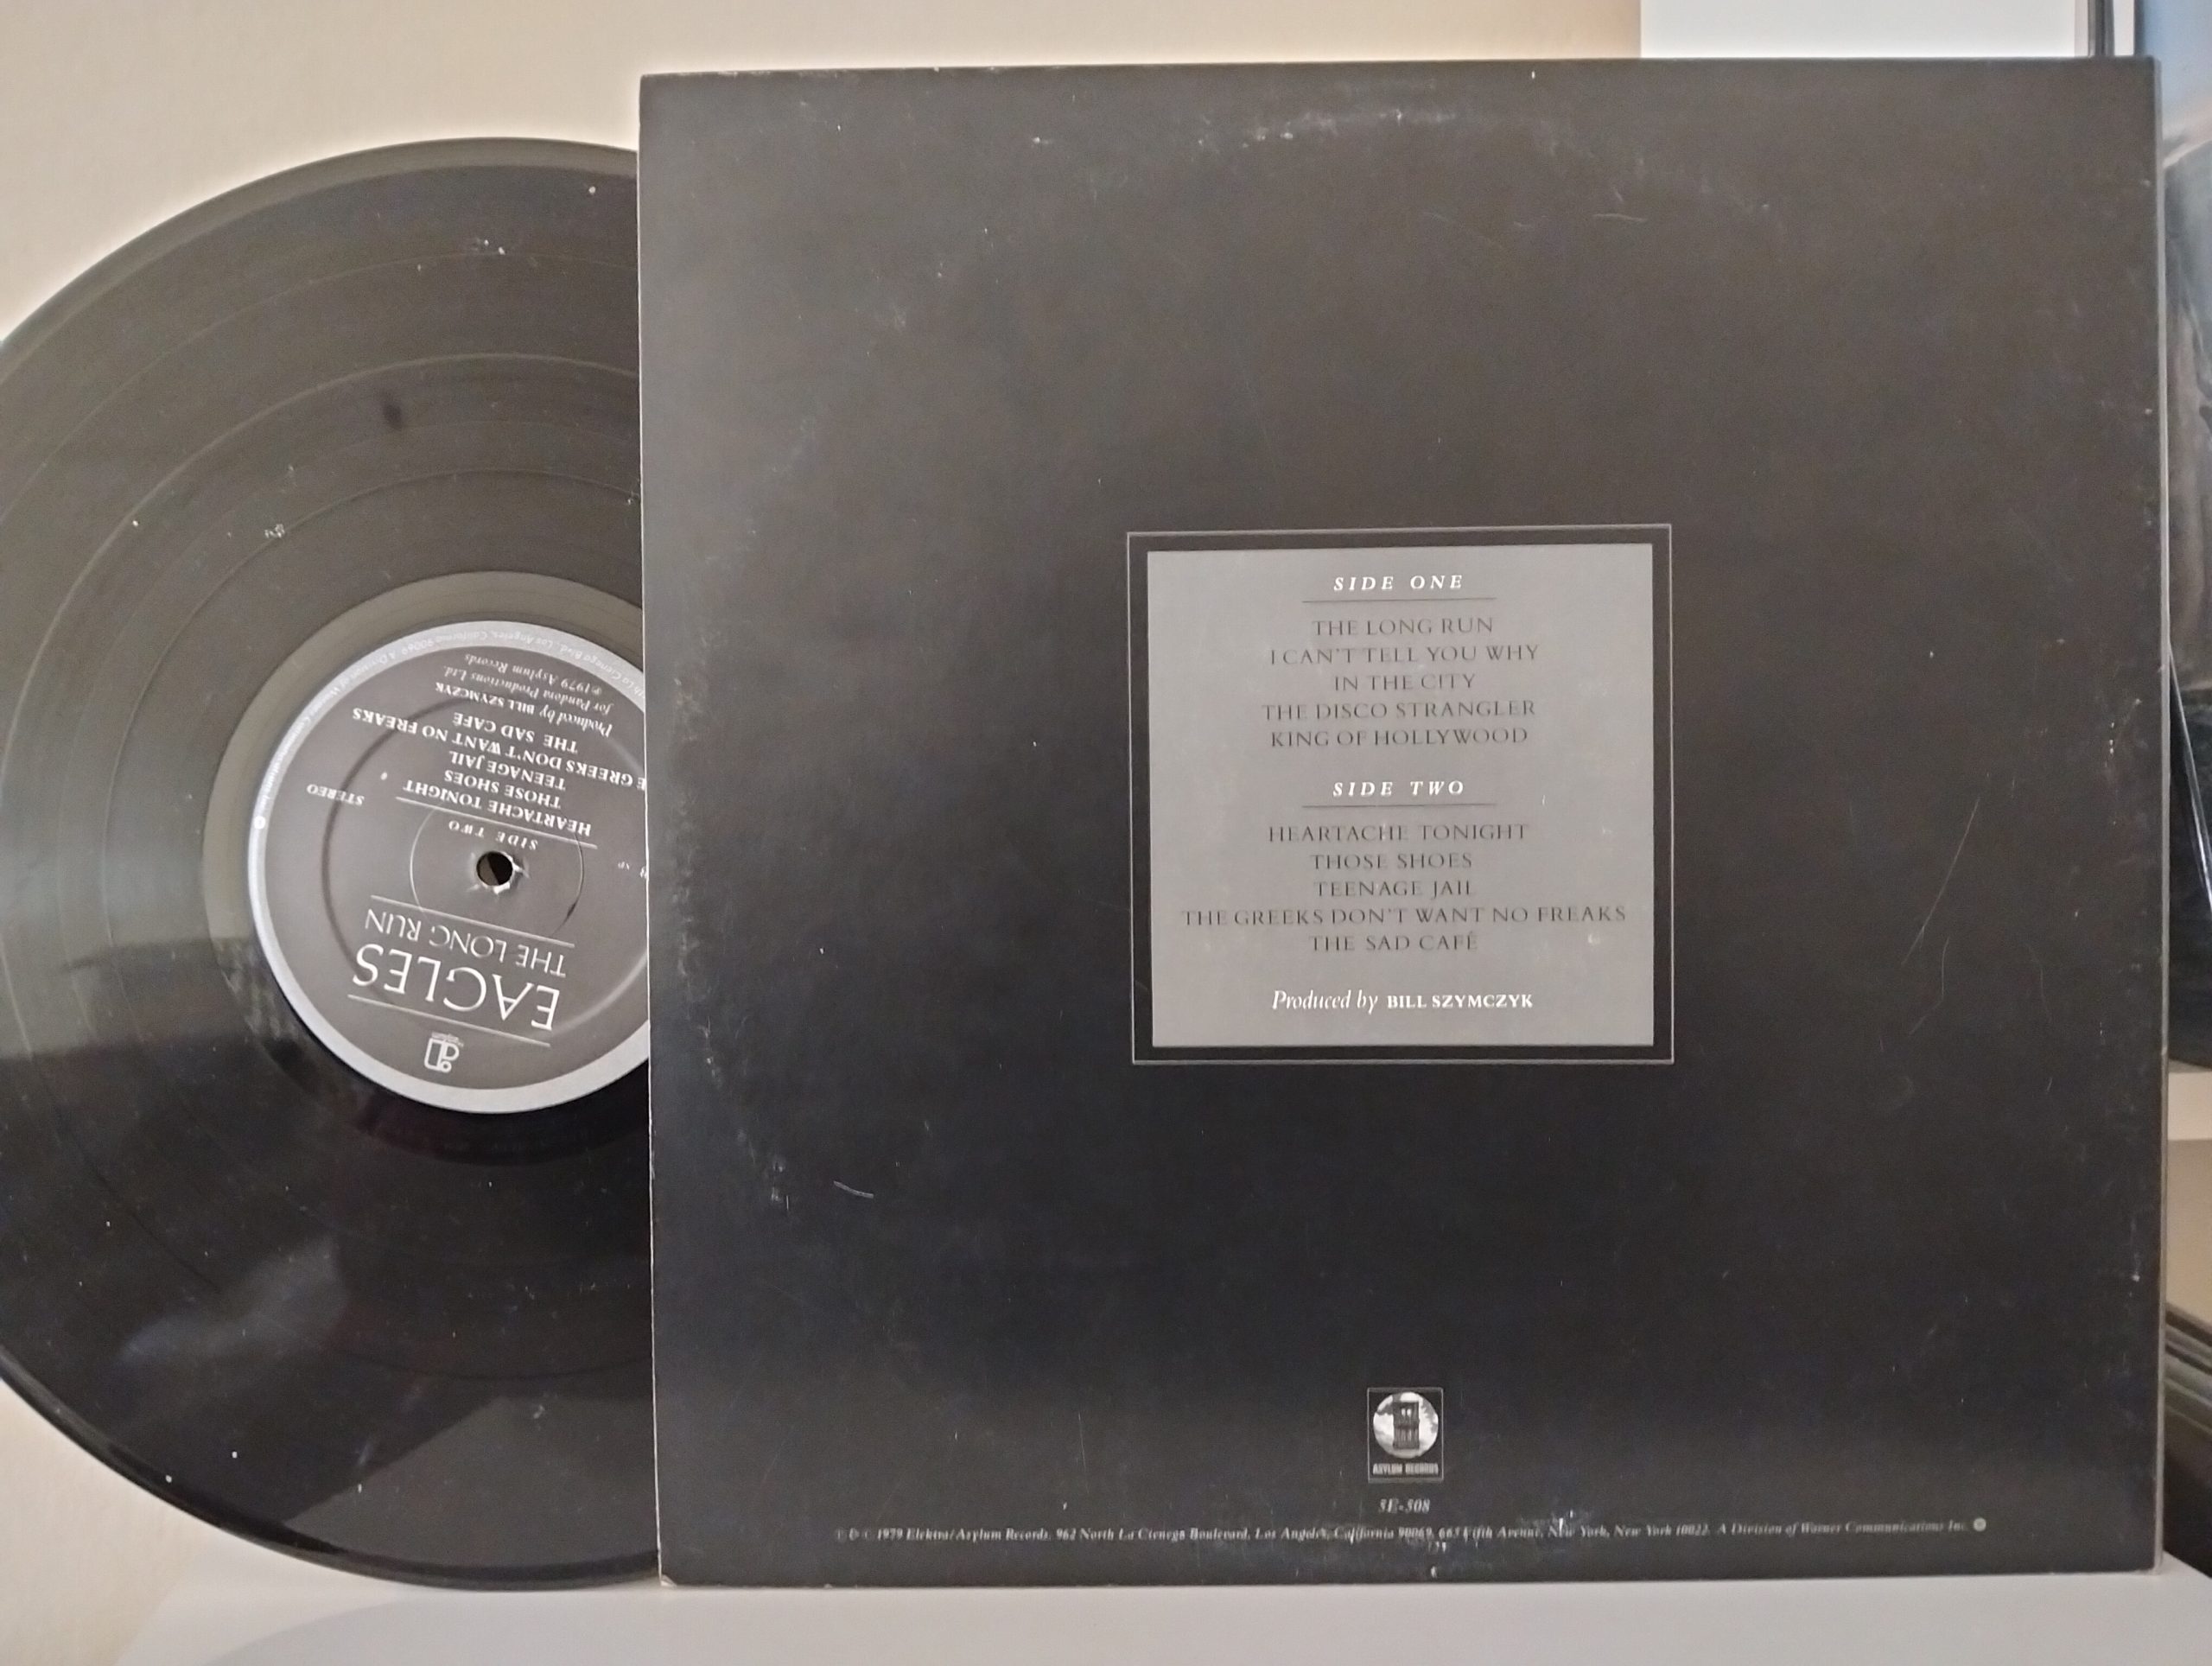 SIDE ONE
THE LONG RUN
I CAN'T TELL YOU WHY
IN THE CITY
THE DISCO STRANGLER
KING OF HOLLYWOOD
SIDE TWO
HEARTACHE TONIGHT
THOSE SHOES
TEENAGE JAIL
THE GREEKS DON'T WANT NO FREAKS
THE SAD CAFÉ
Produced by BILL SZYMCZYK
ASYLUM RECORDS
5E-508
1979 Elektra/Asylum Records, 962 North La Cienega Boulevard, Los Angeles, California 90069, 665 Fifth Avenue, New York, New York 10022. A Division of Warner Communications Inc.
EAGLES
THE LONG RUN
SIDE TWO
STEREO
HEARTACHE TONIGHT
THOSE SHOES
TEENAGE JAIL
E GREEKS DON'T WANT NO FREAKS
THE SAD CAFÉ
Produced by BILL SZYMCZYK
for Pandora Productions Ltd.
℗ 1979 Asylum Records